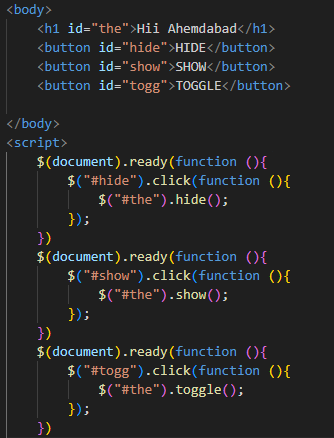 <body>
    <h1 id="the">Hii Ahemdabad</h1>
    <button id="hide">HIDE</button>
    <button id="show">SHOW</button>
    <button id="togg">TOGGLE</button>

</body>
<script>
    $(document).ready(function (){
        $("#hide").click(function (){
            $("#the").hide();
        });
    })
    $(document).ready(function (){
        $("#show").click(function (){
            $("#the").show();
        });
    })
    $(document).ready(function (){
        $("#togg").click(function (){
            $("#the").toggle();
        });
    })